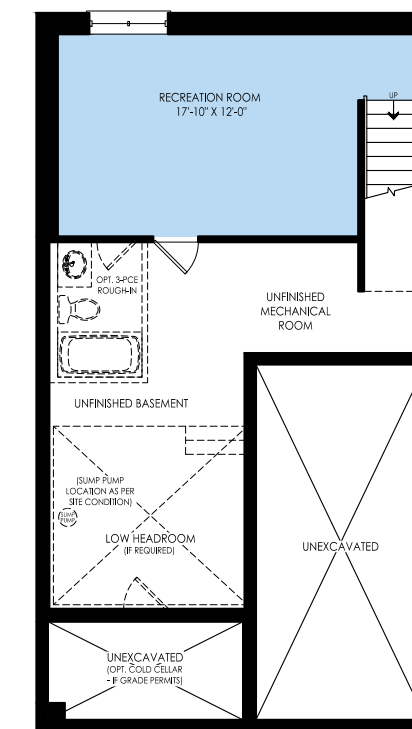 RECREATION ROOM
17'-10" X 12'-0"
UP
OPT. 3-PCE
ROUGH-IN
UNFINISHED
MECHANICAL
ROOM
UNFINISHED BASEMENT
(SUMP PUMP
LOCATION AS PER
SITE CONDITION)
SUMP
PUMP
LOW HEADROOM
(IF REQUIRED)
UNEXCAVATED
UNEXCAVATED
(OPT. COLD CELLAR
- IF GRADE PERMITS)